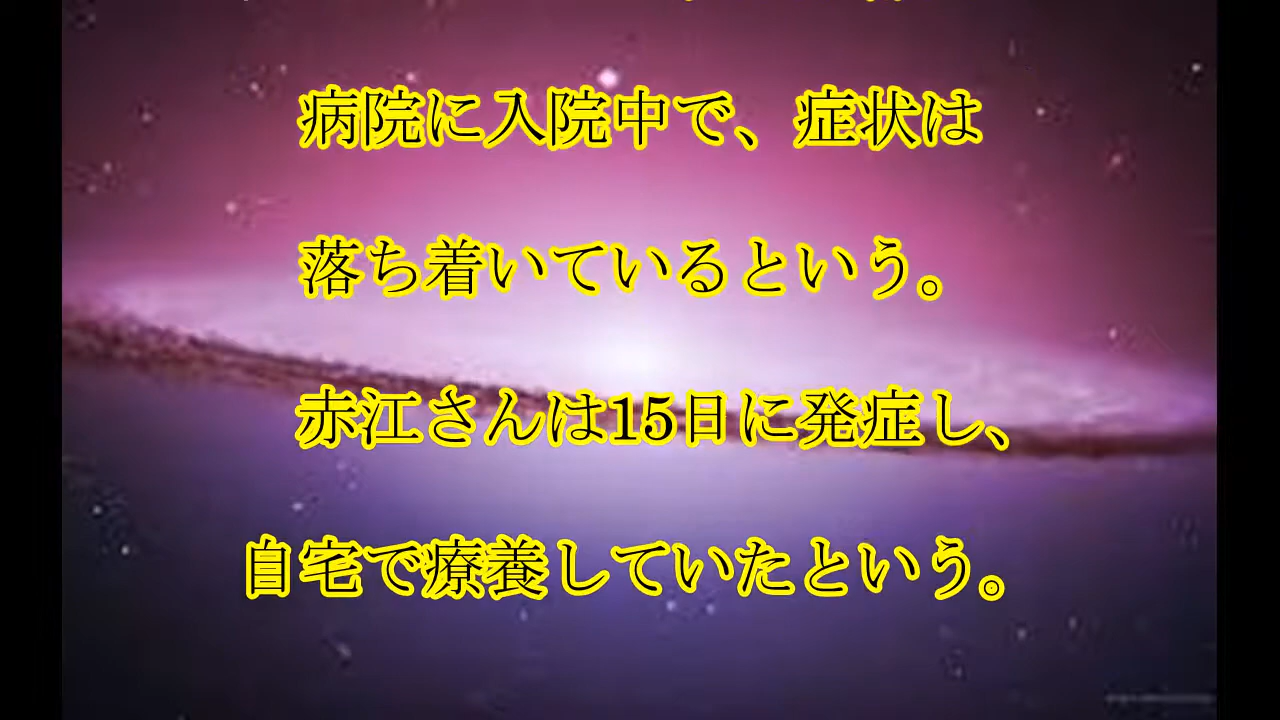 病院に入院中で、症状は
落ち着いているという。
赤江さんは15日に発症し、
自宅で療養していたという。